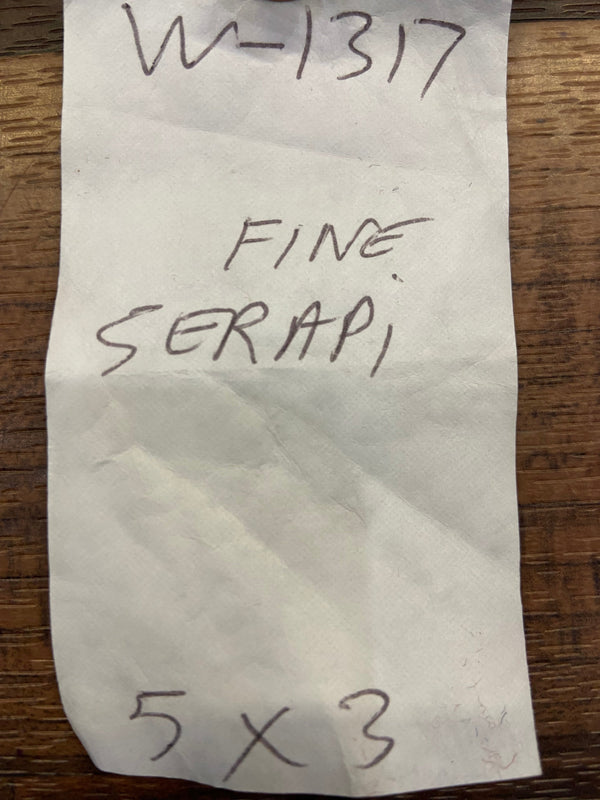 W-1317
FINE
SERAPI
5 X 3